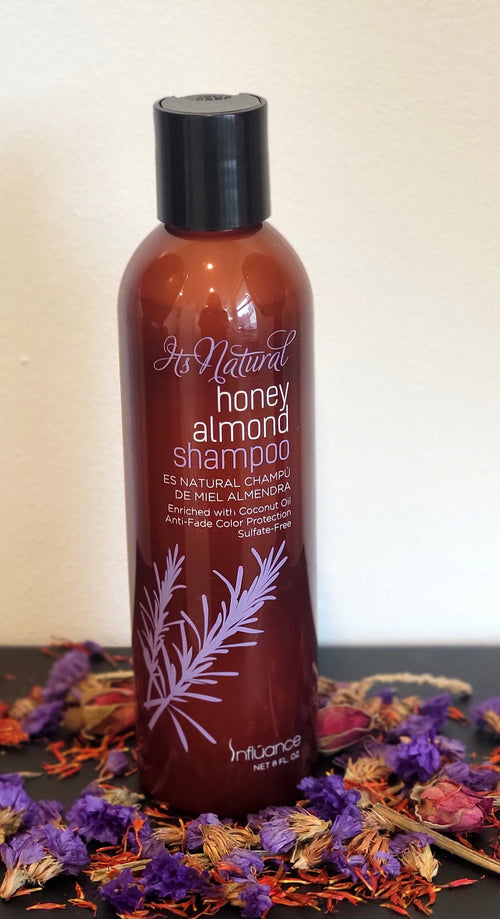 Its Natural
honey
almond
shampoo
ES NATURAL CHAMPÚ
DE MIEL ALMENDRA
Enriched with Coconut Oil
Anti-Fade Color Protection
Sulfate-Free
Influance
NET 8 FL. OZ.